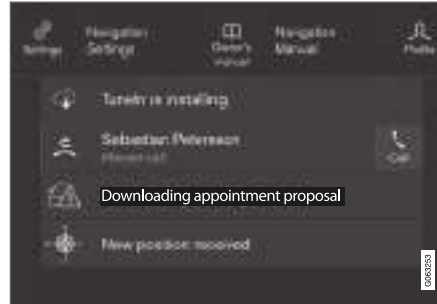 Settings
Navigation
Settings
Owner's
manual
Navigation
Manual
Profile
TuneIn is installing
Sebastian Peterson
Missed call
Call
Downloading appointment proposal
New position received
G063253